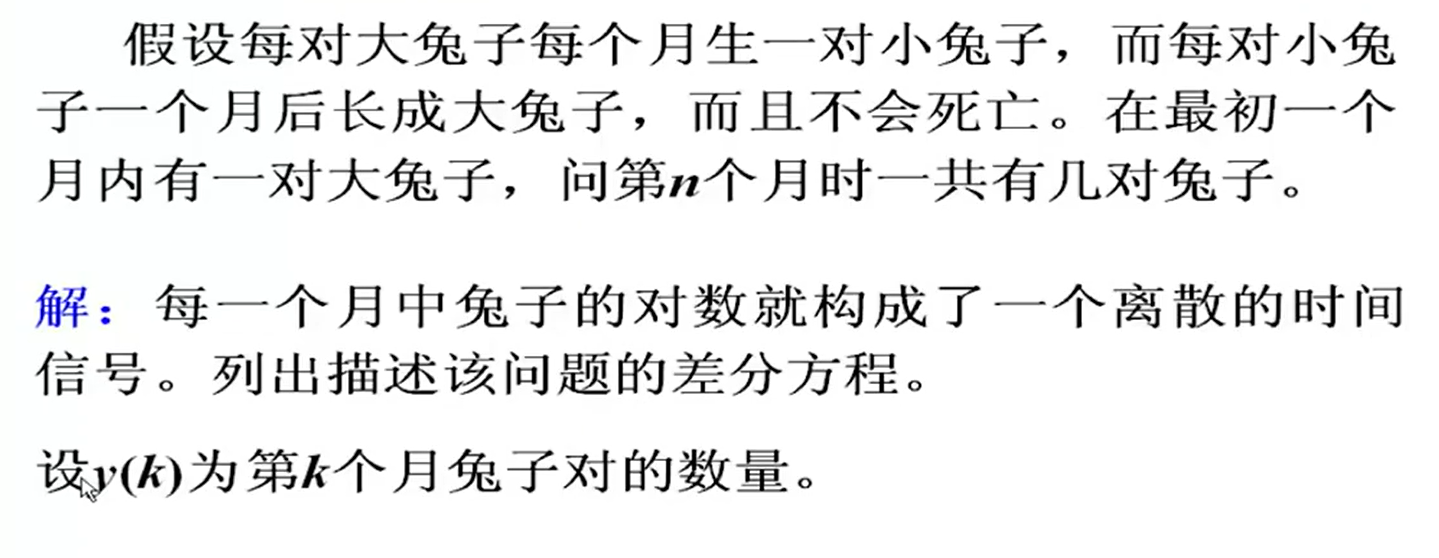 假设每对大兔子每个月生一对小兔子，而每对小兔
子一个月后长成大兔子，而且不会死亡。在最初一个
月内有一对大兔子，问第n个月时一共有几对兔子。
解：每一个月中兔子的对数就构成了一个离散的时间
信号。列出描述该问题的差分方程。
设y(k)为第k个月兔子对的数量。